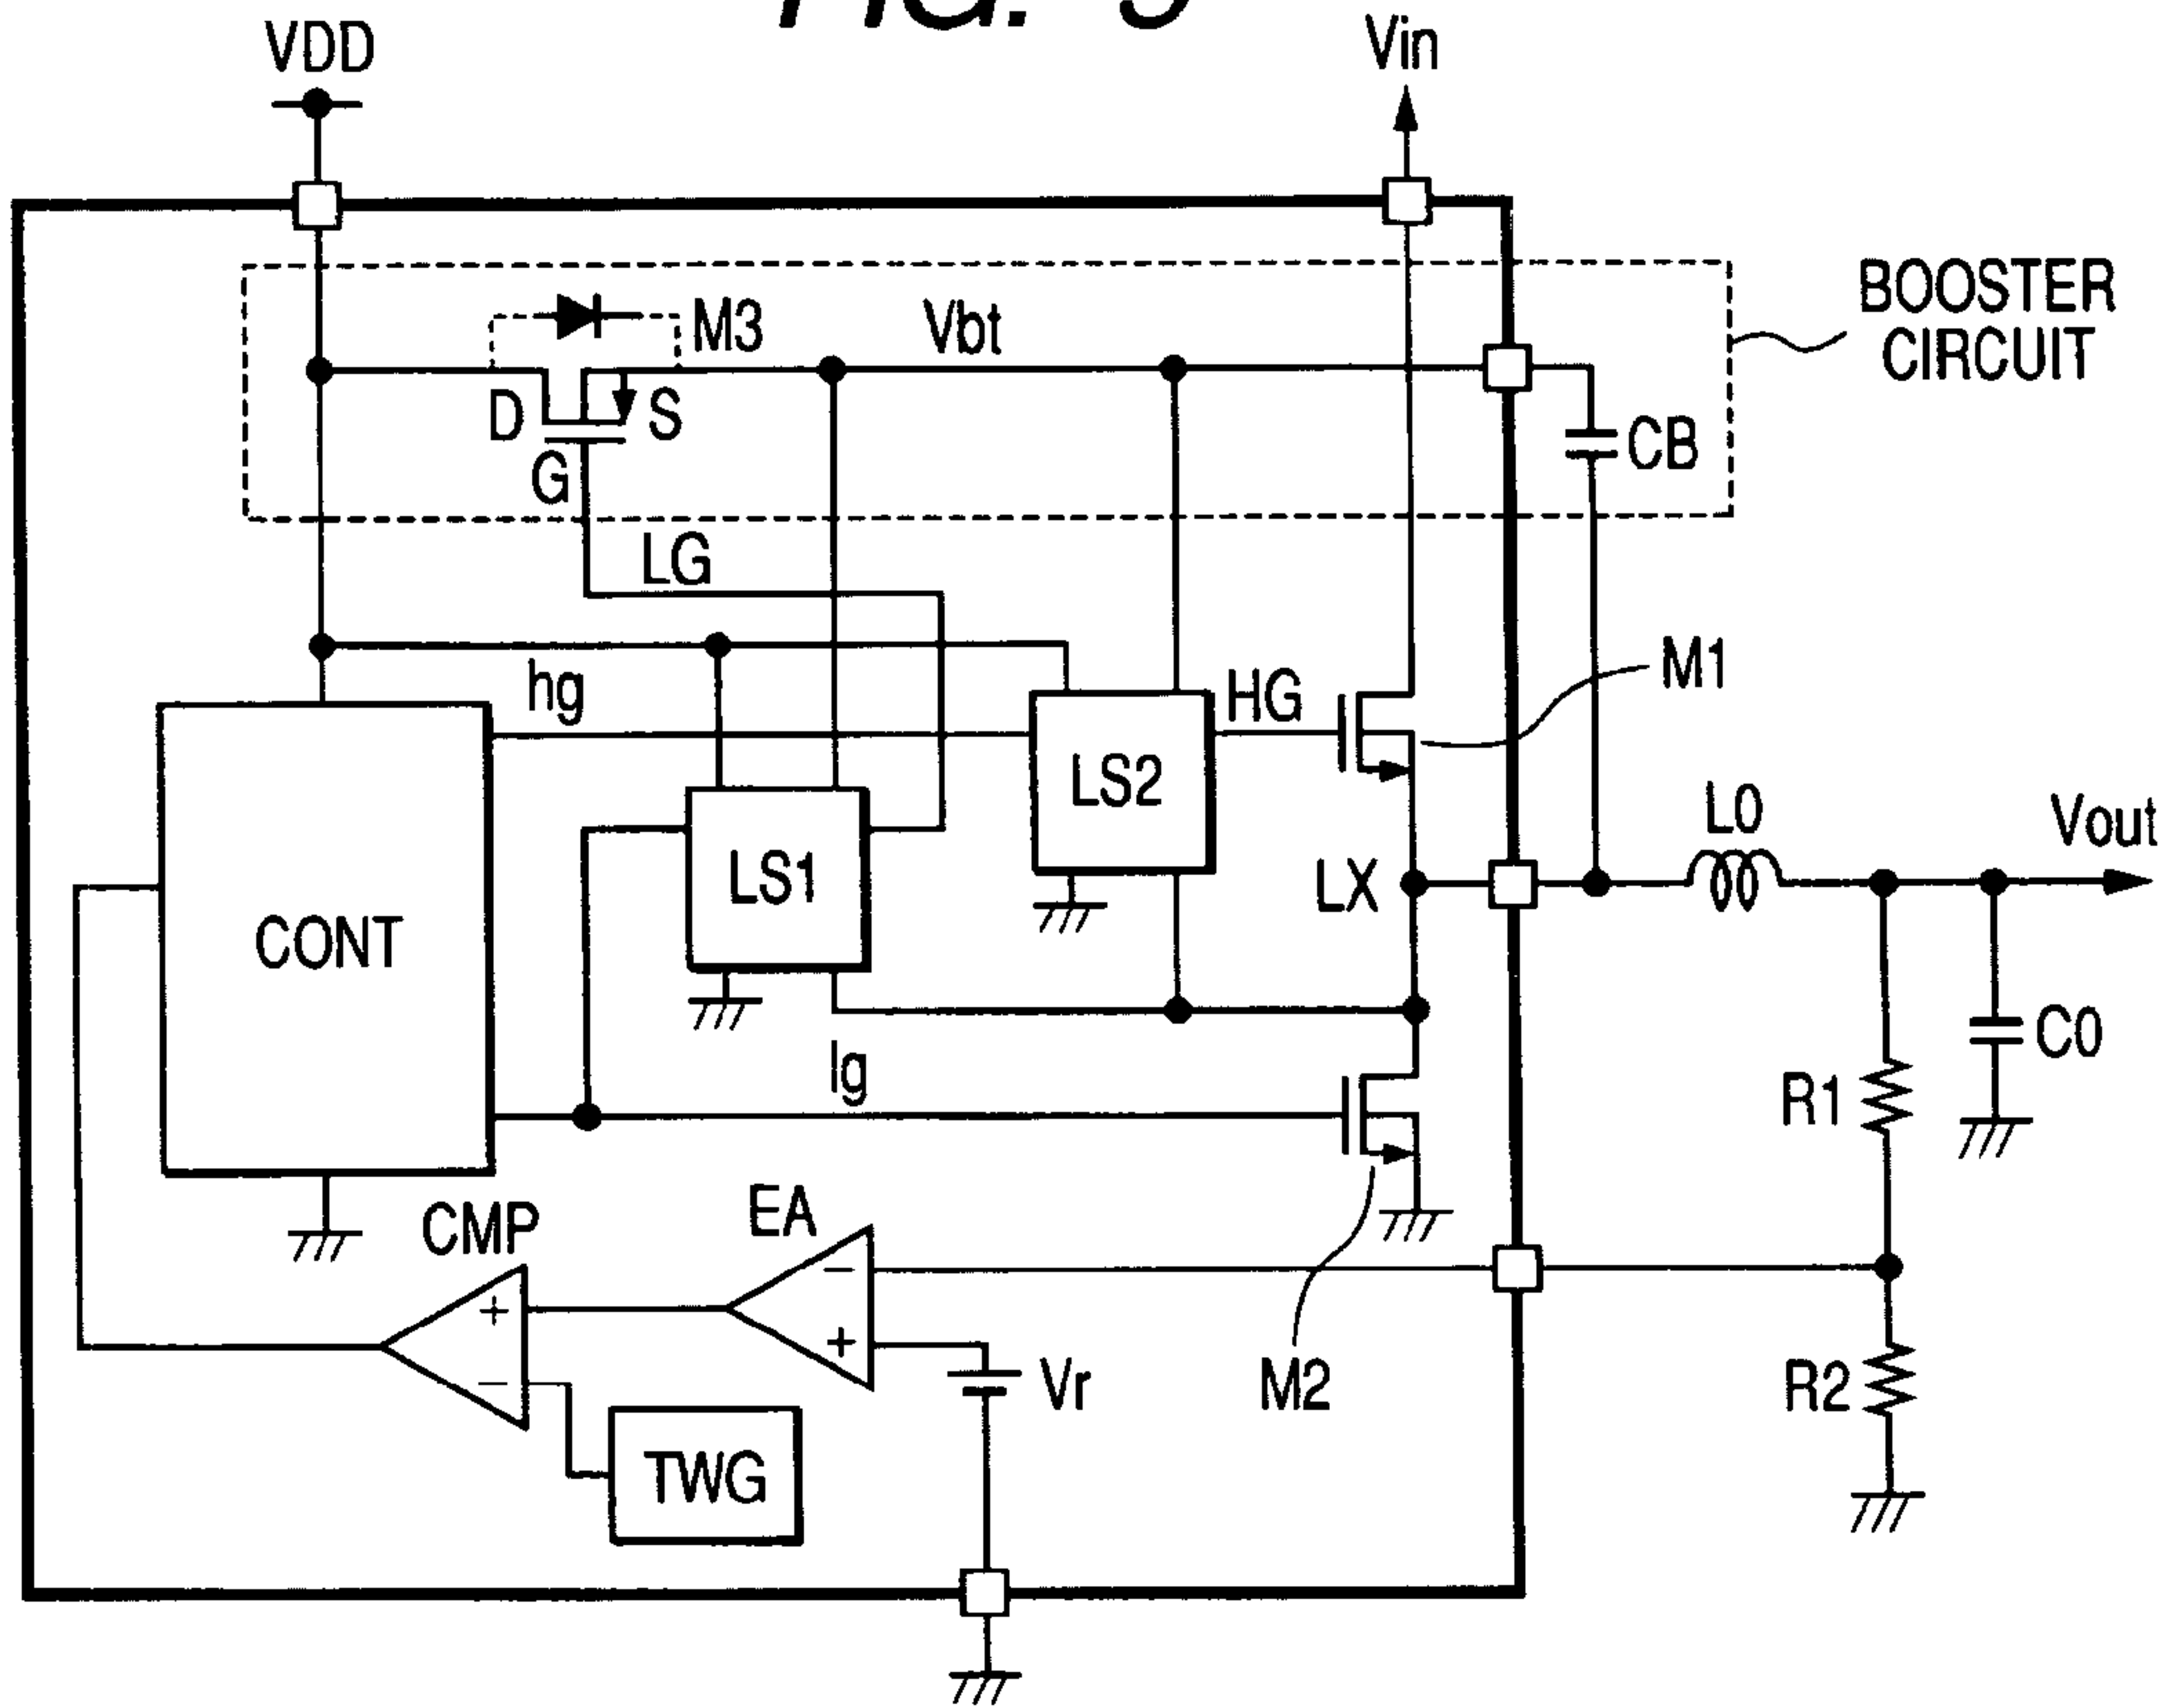 VDD
Vin
BOOSTER
CIRCUIT
M3
Vbt
D
S
G
CB
LG
hg
HG
M1
LS2
LS1
L0
Vout
LX
CONT
C0
lg
R1
CMP
EA
+
−
−
+
Vr
M2
R2
TWG